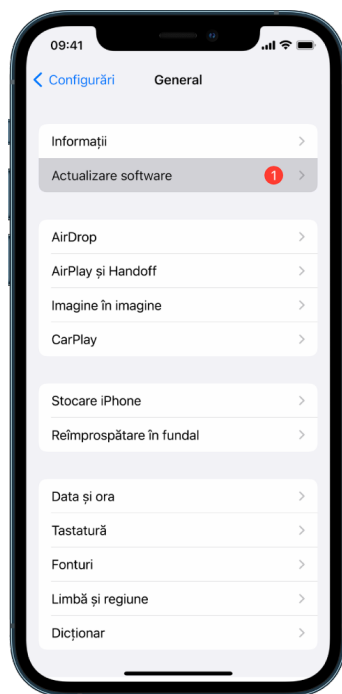 09:41
Configurări General
Informații
Actualizare software 1
AirDrop
AirPlay și Handoff
Imagine în imagine
CarPlay
Stocare iPhone
Reîmprospătare în fundal
Data și ora
Tastatură
Fonturi
Limbă și regiune
Dicționar